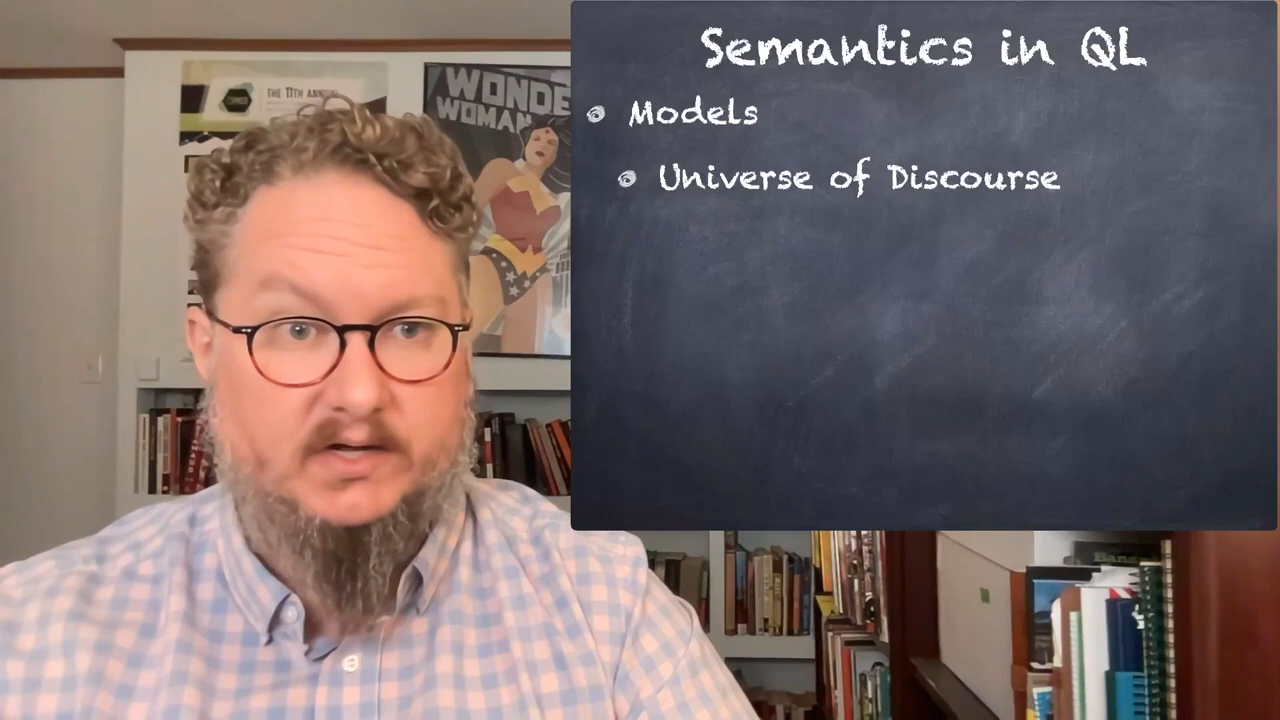 THE 11TH ANNUAL
WONDE
WOMAN
Semantics in QL
Models
Universe of Discourse